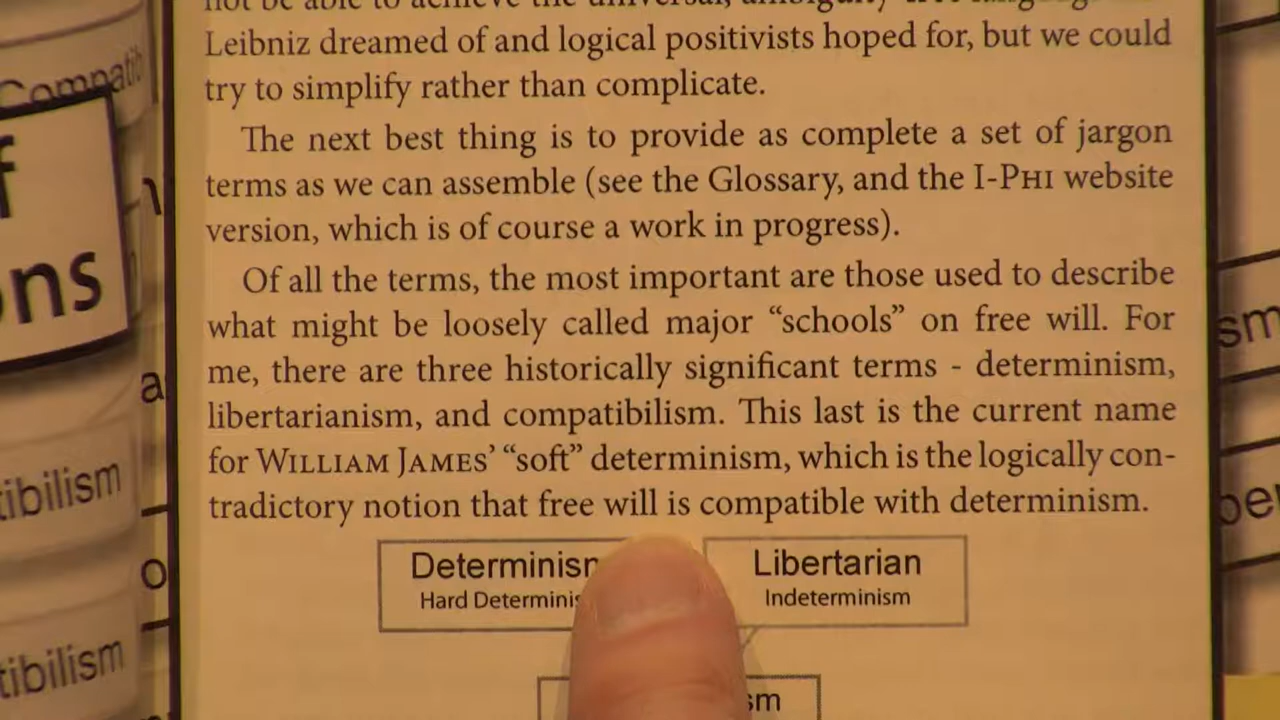 Leibniz dreamed of and logical positivists hoped for, but we could
try to simplify rather than complicate.
The next best thing is to provide as complete a set of jargon
terms as we can assemble (see the Glossary, and the I-PHI website
version, which is of course a work in progress).
Of all the terms, the most important are those used to describe
what might be loosely called major “schools” on free will. For
me, there are three historically significant terms - determinism,
libertarianism, and compatibilism. This last is the current name
for WILLIAM JAMES’ “soft” determinism, which is the logically con-
tradictory notion that free will is compatible with determinism.
Libertarian
Hard
Indeterminism